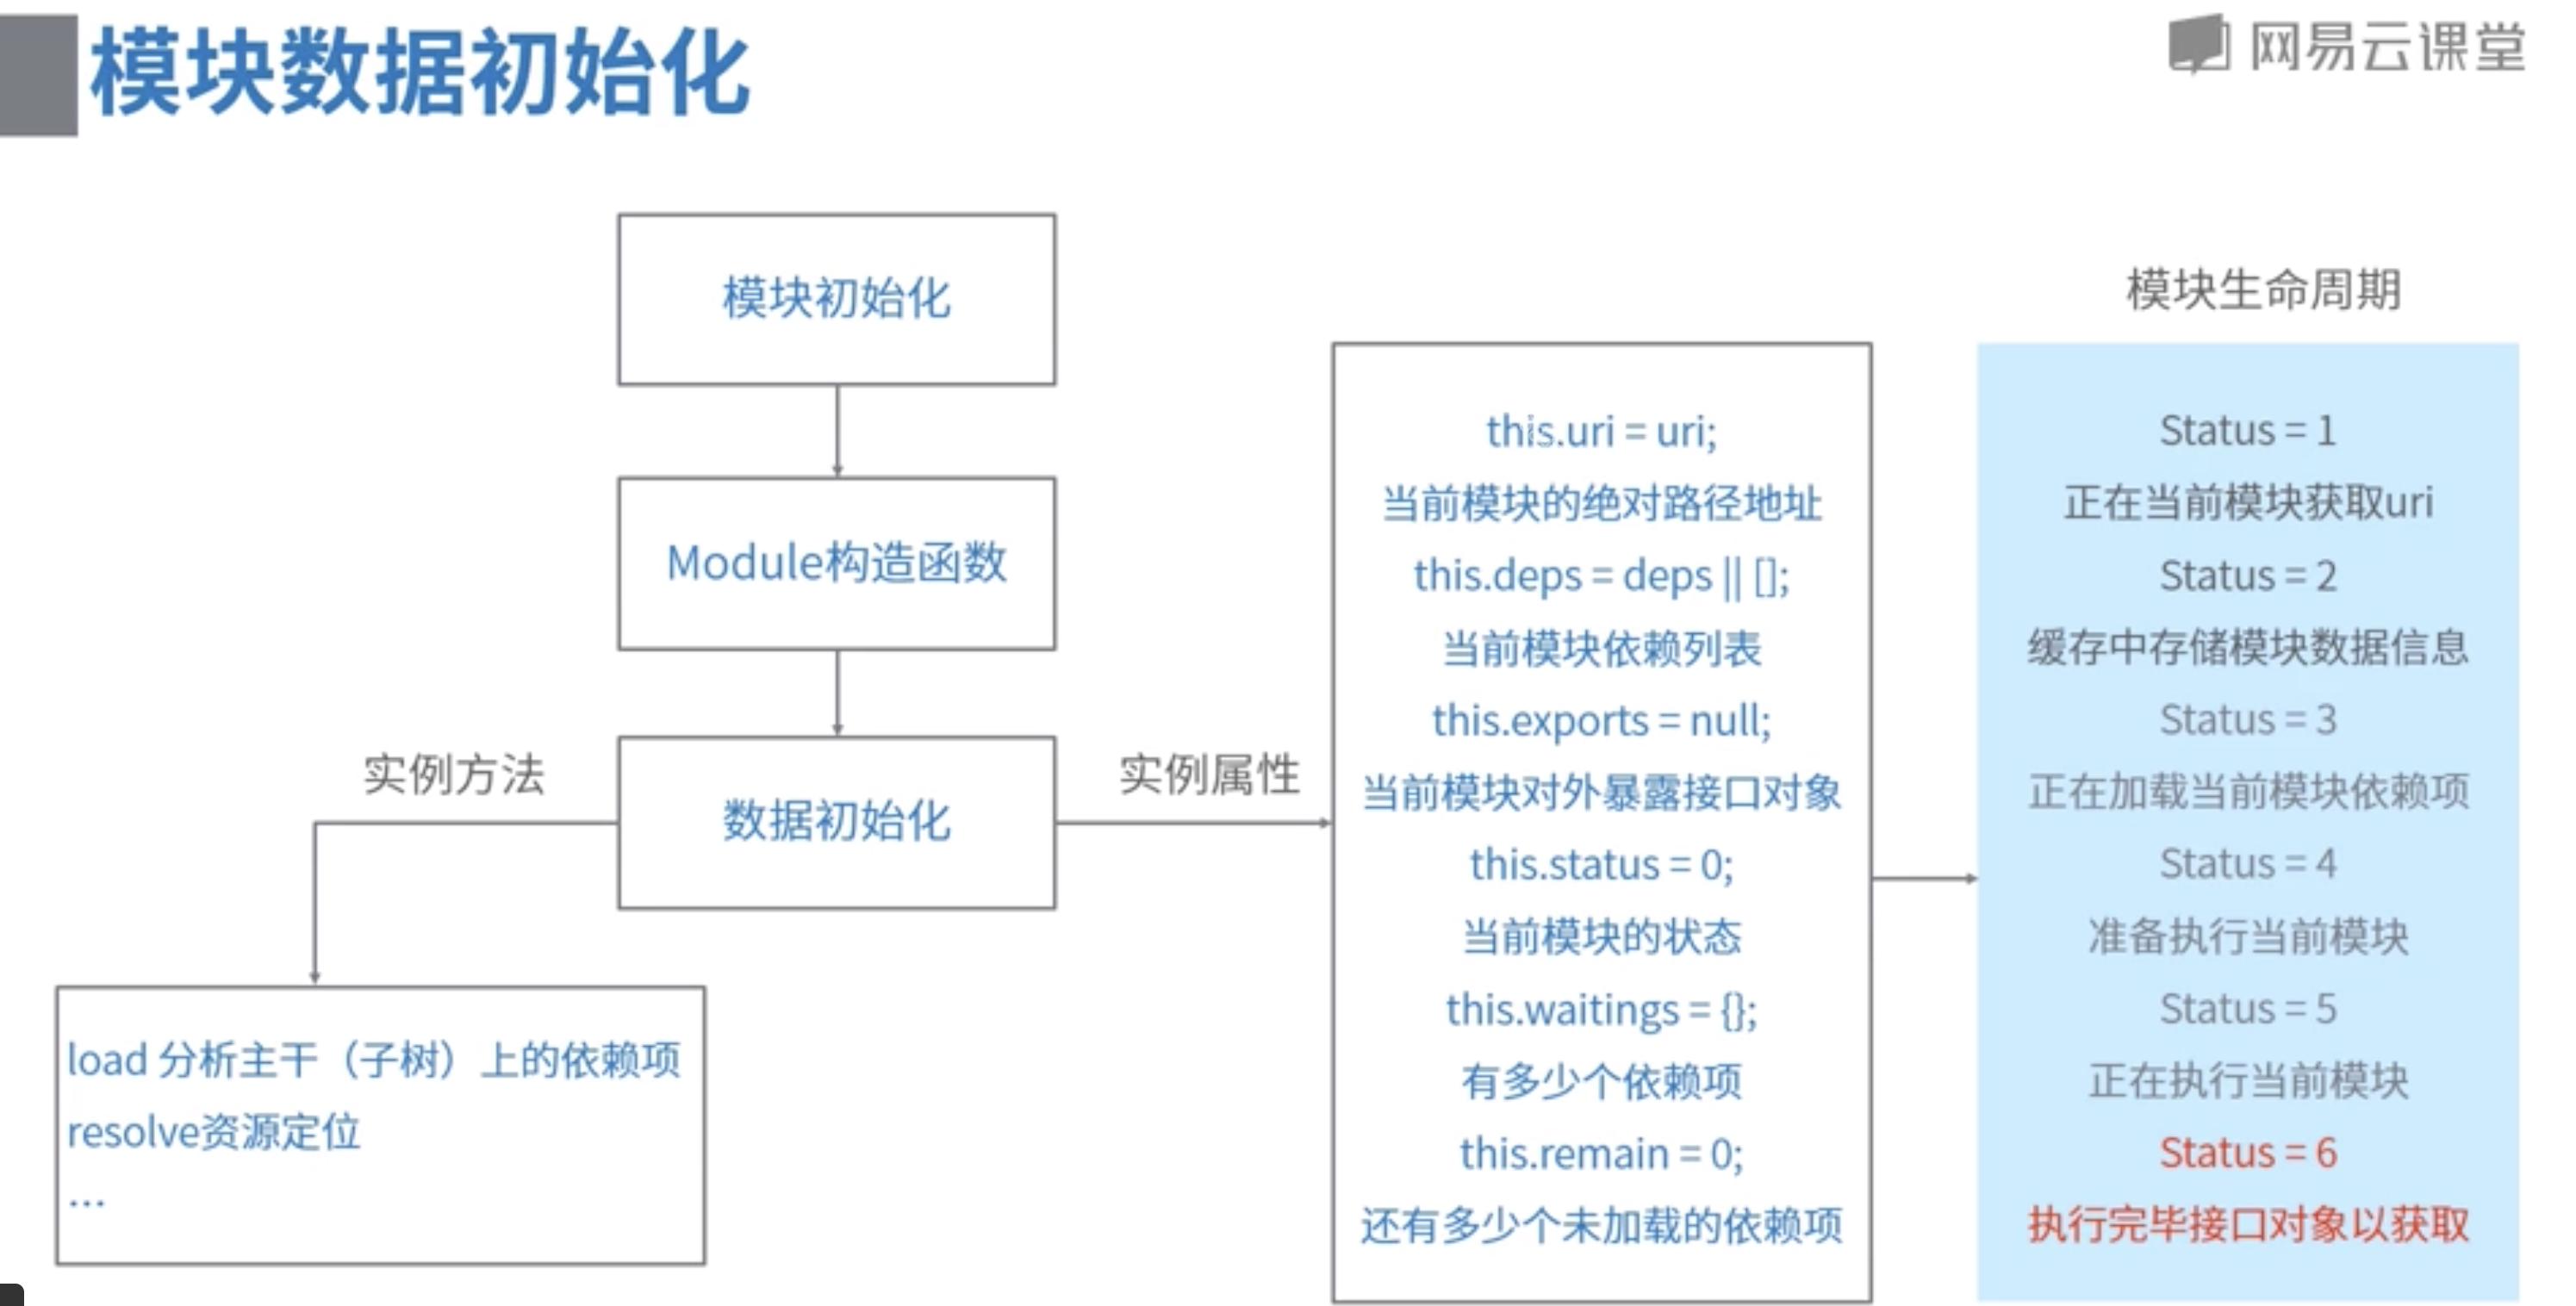 模块数据初始化
网易云课堂
模块初始化
Module构造函数
数据初始化
实例方法
实例属性
load 分析主干（子树）上的依赖项
resolve资源定位
...
this.uri = uri;
当前模块的绝对路径地址
this.deps = deps || [];
当前模块依赖列表
this.exports = null;
当前模块对外暴露接口对象
this.status = 0;
当前模块的状态
this.waitings = {};
有多少个依赖项
this.remain = 0;
还有多少个未加载的依赖项
模块生命周期
Status = 1
正在当前模块获取uri
Status = 2
缓存中存储模块数据信息
Status = 3
正在加载当前模块依赖项
Status = 4
准备执行当前模块
Status = 5
正在执行当前模块
Status = 6
执行完毕接口对象以获取